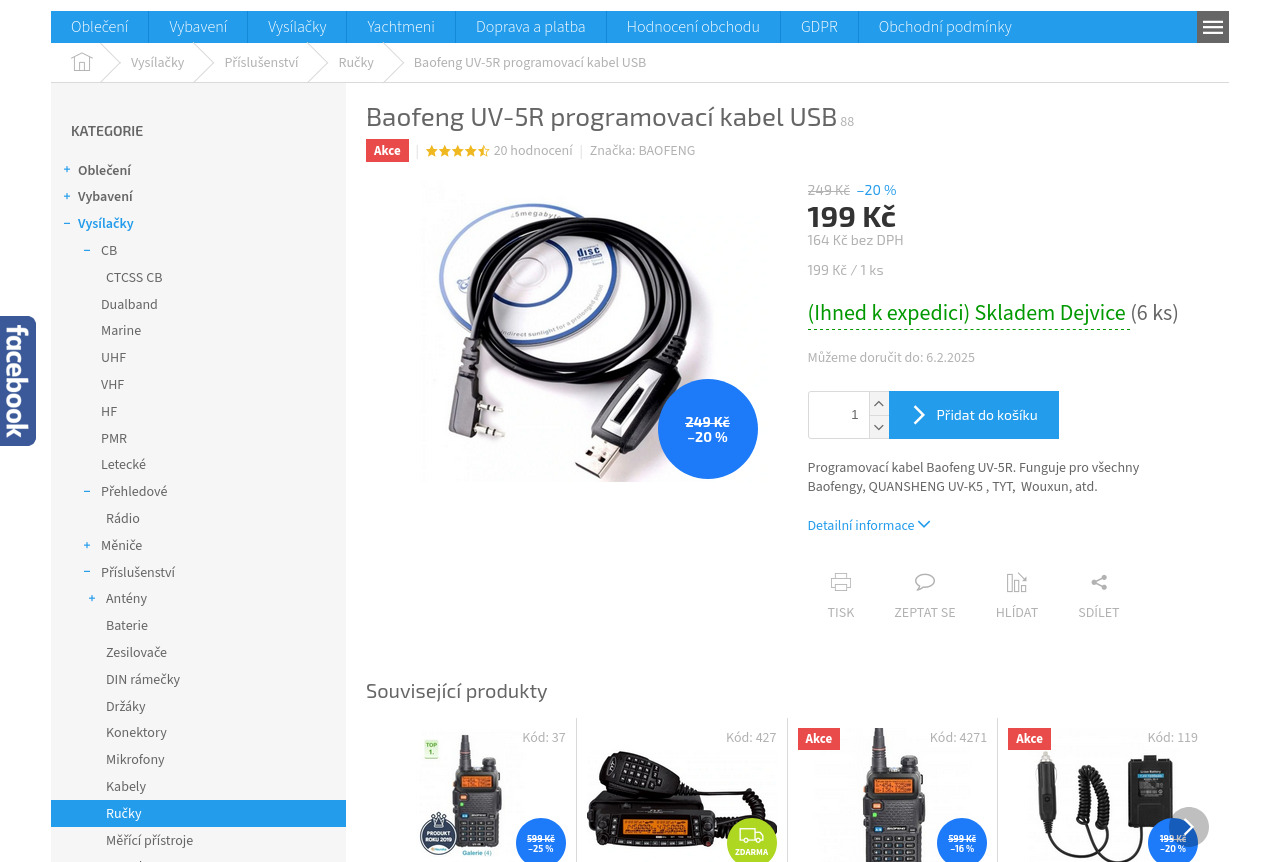 Oblečení
Vybavení
Vysílačky
Yachtmeni
Doprava a platba
Hodnocení obchodu
GDPR
Obchodní podmínky
Vysílačky
Příslušenství
Ručky
Baofeng UV-5R programovací kabel USB
KATEGORIE
Oblečení
Vybavení
Vysílačky
CB
CTCSS CB
Dualband
Marine
UHF
VHF
HF
PMR
Letecké
Přehledové
Rádio
Měniče
Příslušenství
Antény
Baterie
Zesilovače
DIN rámečky
Držáky
Konektory
Mikrofony
Kabely
Ručky
Měřící přístroje
facebook
Baofeng UV-5R programovací kabel USB 88
Akce
20 hodnocení
Značka: BAOFENG
disc
249 Kč
–20 %
249 Kč –20 %
199 Kč
164 Kč bez DPH
199 Kč / 1 ks
(Ihned k expedici) Skladem Dejvice (6 ks)
Můžeme doručit do: 6.2.2025
1
Přidat do košíku
Programovací kabel Baofeng UV-5R. Funguje pro všechny
Baofengy, QUANSHENG UV-K5 , TYT, Wouxun, atd.
Detailní informace
TISK
ZEPTAT SE
HLÍDAT
SDÍLET
Související produkty
Kód: 37
TOP
1.
PRODUKT
ROKU 2019
Galerie (4)
599 Kč
–25 %
Kód: 427
ZDARMA
Akce
Kód: 4271
599 Kč
–16 %
Akce
Kód: 119
199 Kč
–20 %